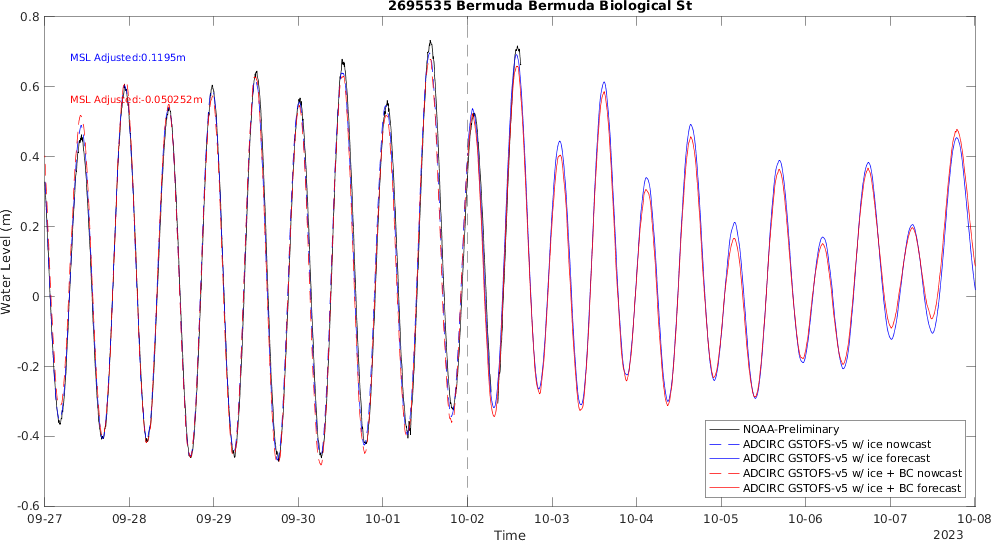 2695535 Bermuda Bermuda Biological St
0.8
MSL Adjusted:0.1195m
0.6
MSL Adjusted:-0.050252m
0.4
0.2
0
-0.2
-0.4
-0.6
Water Level (m)
NOAA-Preliminary
ADCIRC GSTOFS-v5 w/ ice nowcast
ADCIRC GSTOFS-v5 w/ ice forecast
ADCIRC GSTOFS-v5 w/ ice + BC nowcast
ADCIRC GSTOFS-v5 w/ ice + BC forecast
09-27 09-28 09-29 09-30 10-01 10-02 10-03 10-04 10-05 10-06 10-07 10-08
Time
2023